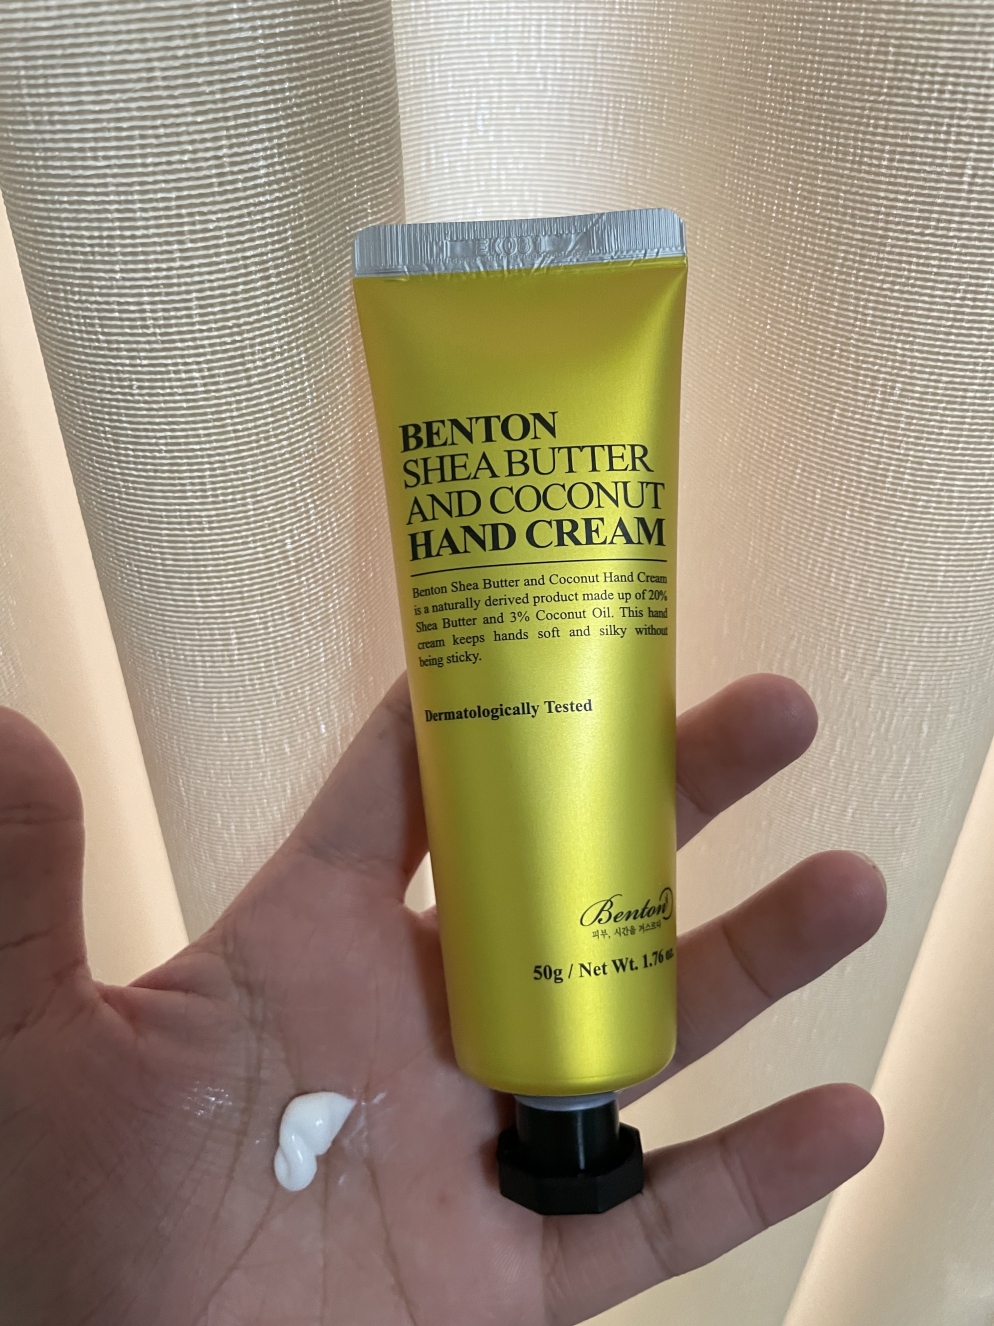 BENTON
SHEA BUTTER
AND COCONUT
HAND CREAM
Benton Shea Butter and Coconut Hand Cream
is a naturally derived product made up of 20%
Shea Butter and 3% Coconut Oil. This hand
cream keeps hands soft and silky without
being sticky.
Dermatologically Tested
Benton
피부, 시간을 거스르다
50g / Net Wt. 1.76 oz.